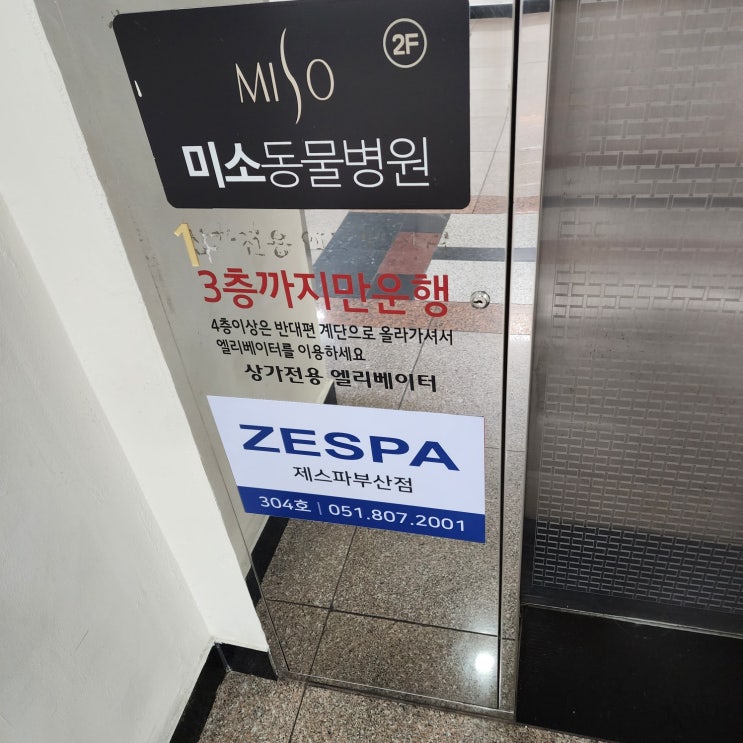 MISO
2F
미소동물병원
3층까지만운행
4층이상은 반대편 계단으로 올라가셔서
엘리베이터를 이용하세요
상가전용 엘리베이터
ZESPA
제스파부산점
304호 | 051.807.2001